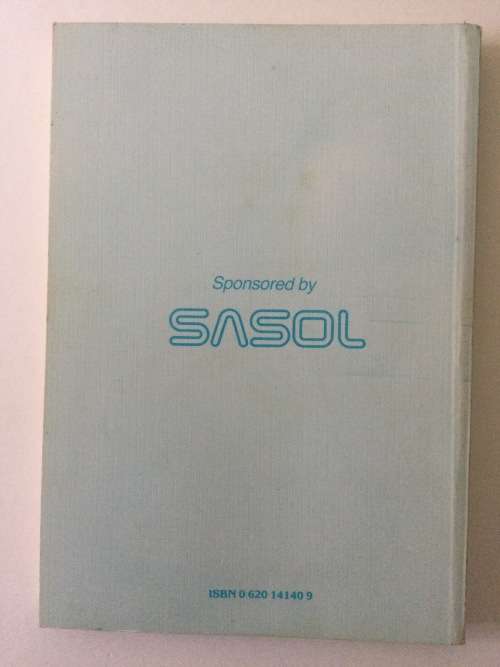 Sponsored by
SASOL
ISBN 0 620 14140 9